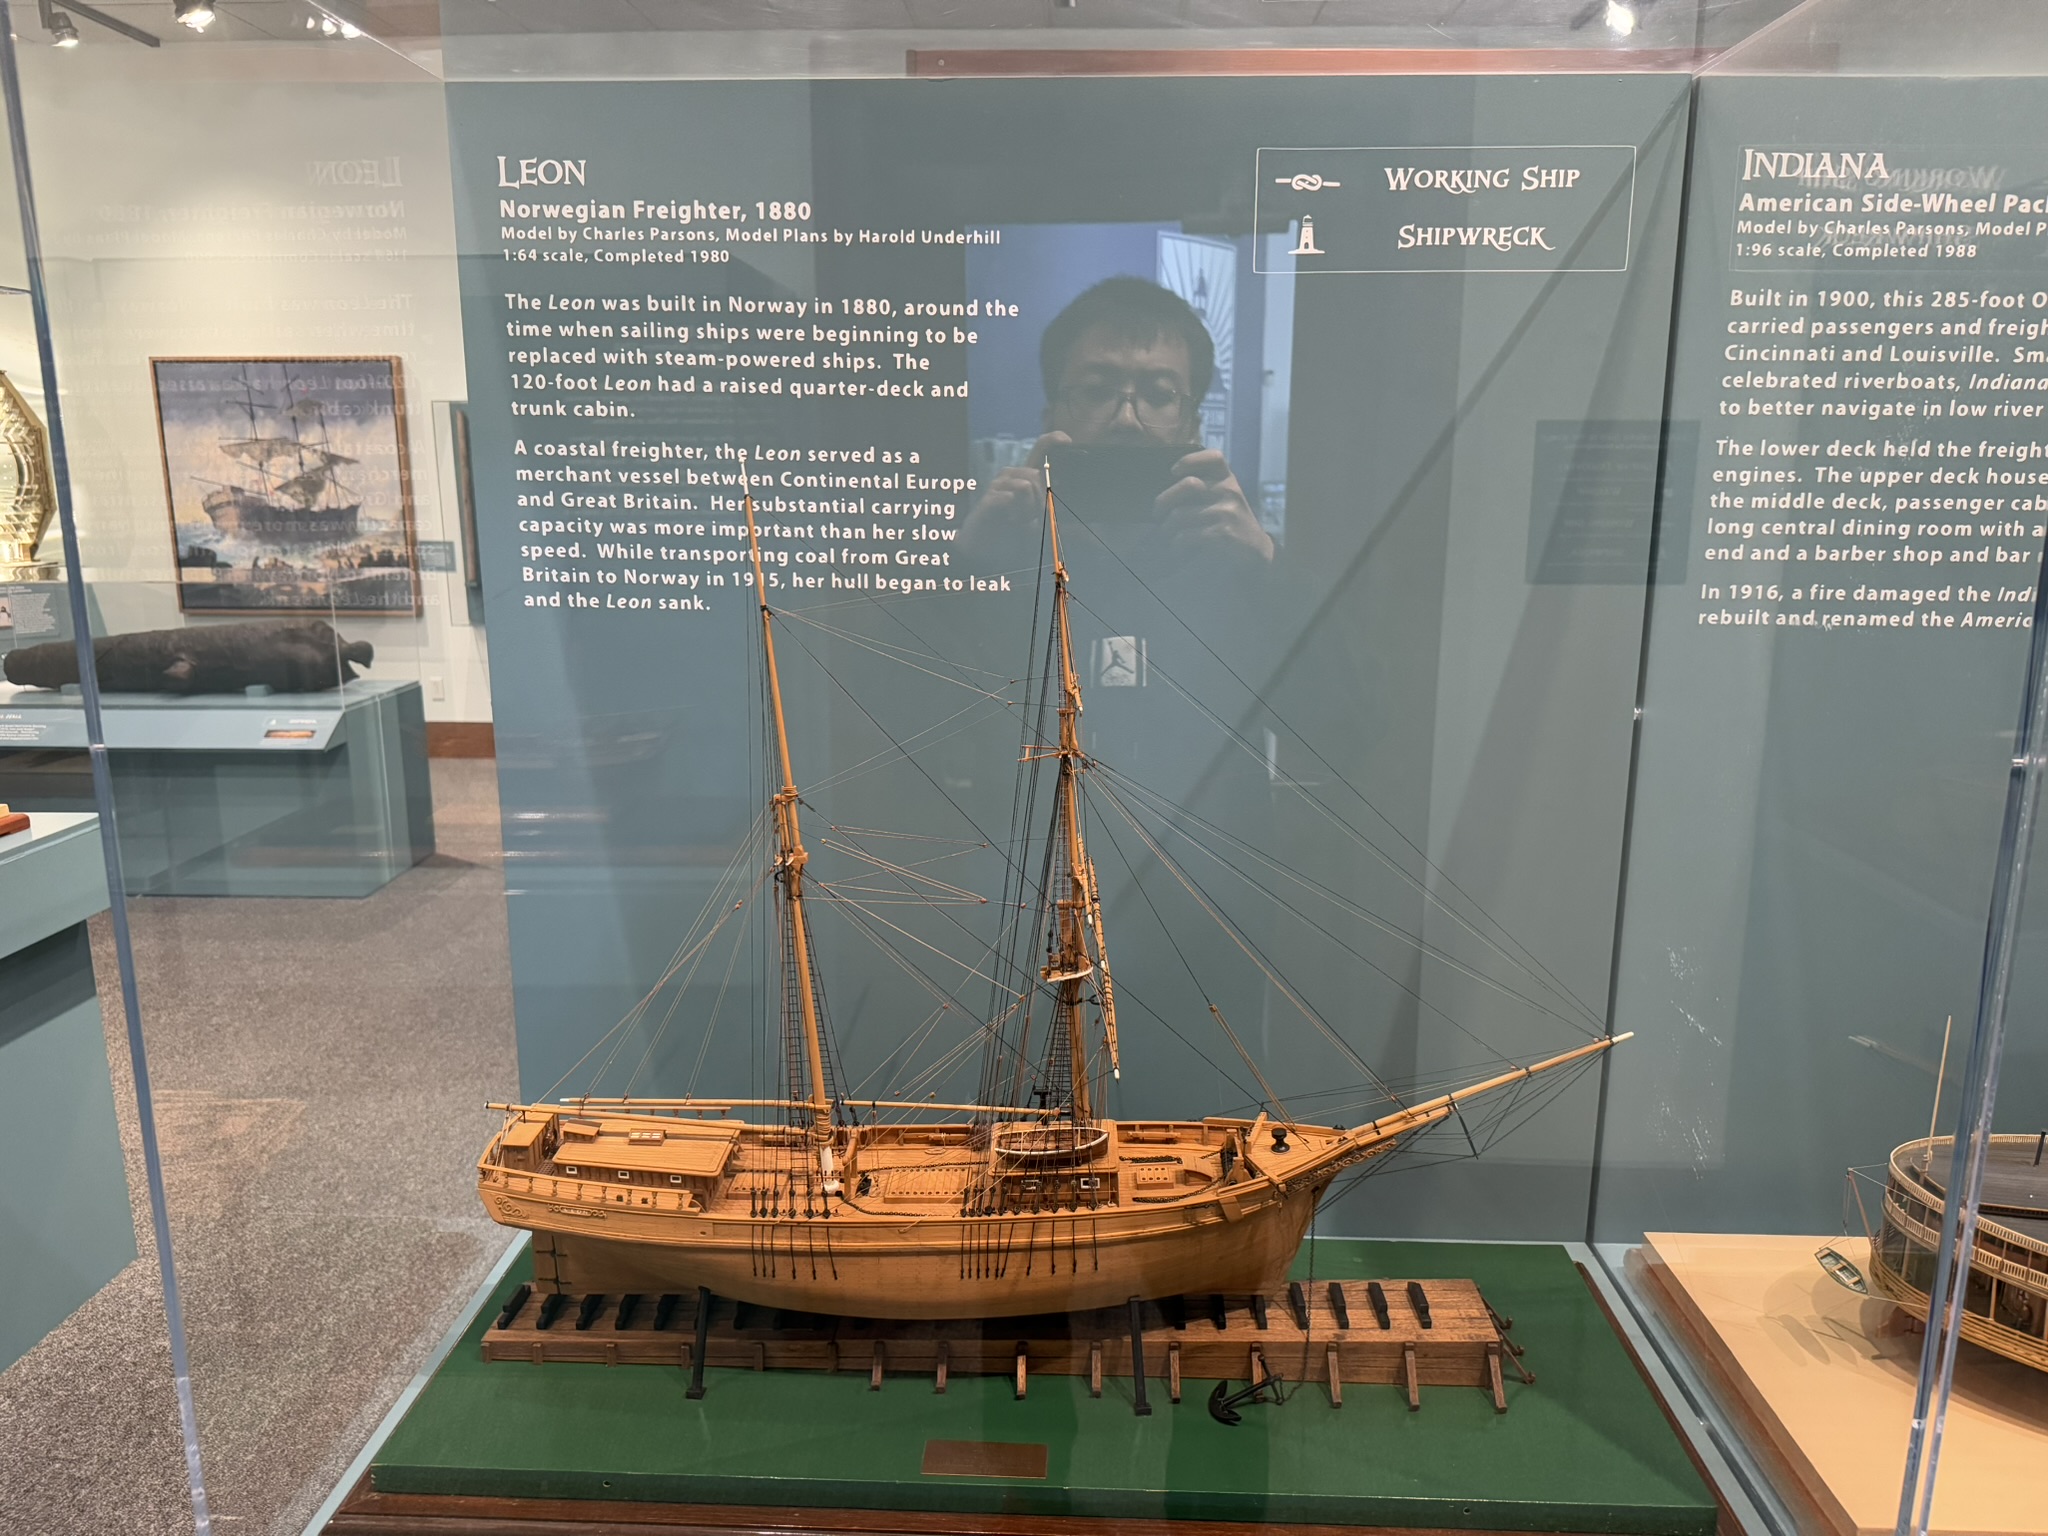 LEON
Norwegian Freighter, 1880
Model by Charles Parsons, Model Plans by Harold Underhill
1:64 scale, Completed 1980
The Leon was built in Norway in 1880, around the
time when sailing ships were beginning to be
replaced with steam-powered ships. The
120-foot Leon had a raised quarter-deck and
trunk cabin.
A coastal freighter, the Leon served as a
merchant vessel between Continental Europe
and Great Britain. Her substantial carrying
capacity was more important than her slow
speed. While transporting coal from Great
Britain to Norway in 1915, her hull began to leak
and the Leon sank.
WORKING SHIP
SHIPWRECK
INDIANA
American Side-Wheel Pac
Model by Charles Parsons, Model P
1:96 scale, Completed 1988
Built in 1900, this 285-foot O
carried passengers and freigh
Cincinnati and Louisville. Sm
celebrated riverboats, Indiana
to better navigate in low river
The lower deck held the freight
engines. The upper deck house
the middle deck, passenger cab
long central dining room with a
end and a barber shop and bar
In 1916, a fire damaged the Indi
rebuilt and renamed the Americ